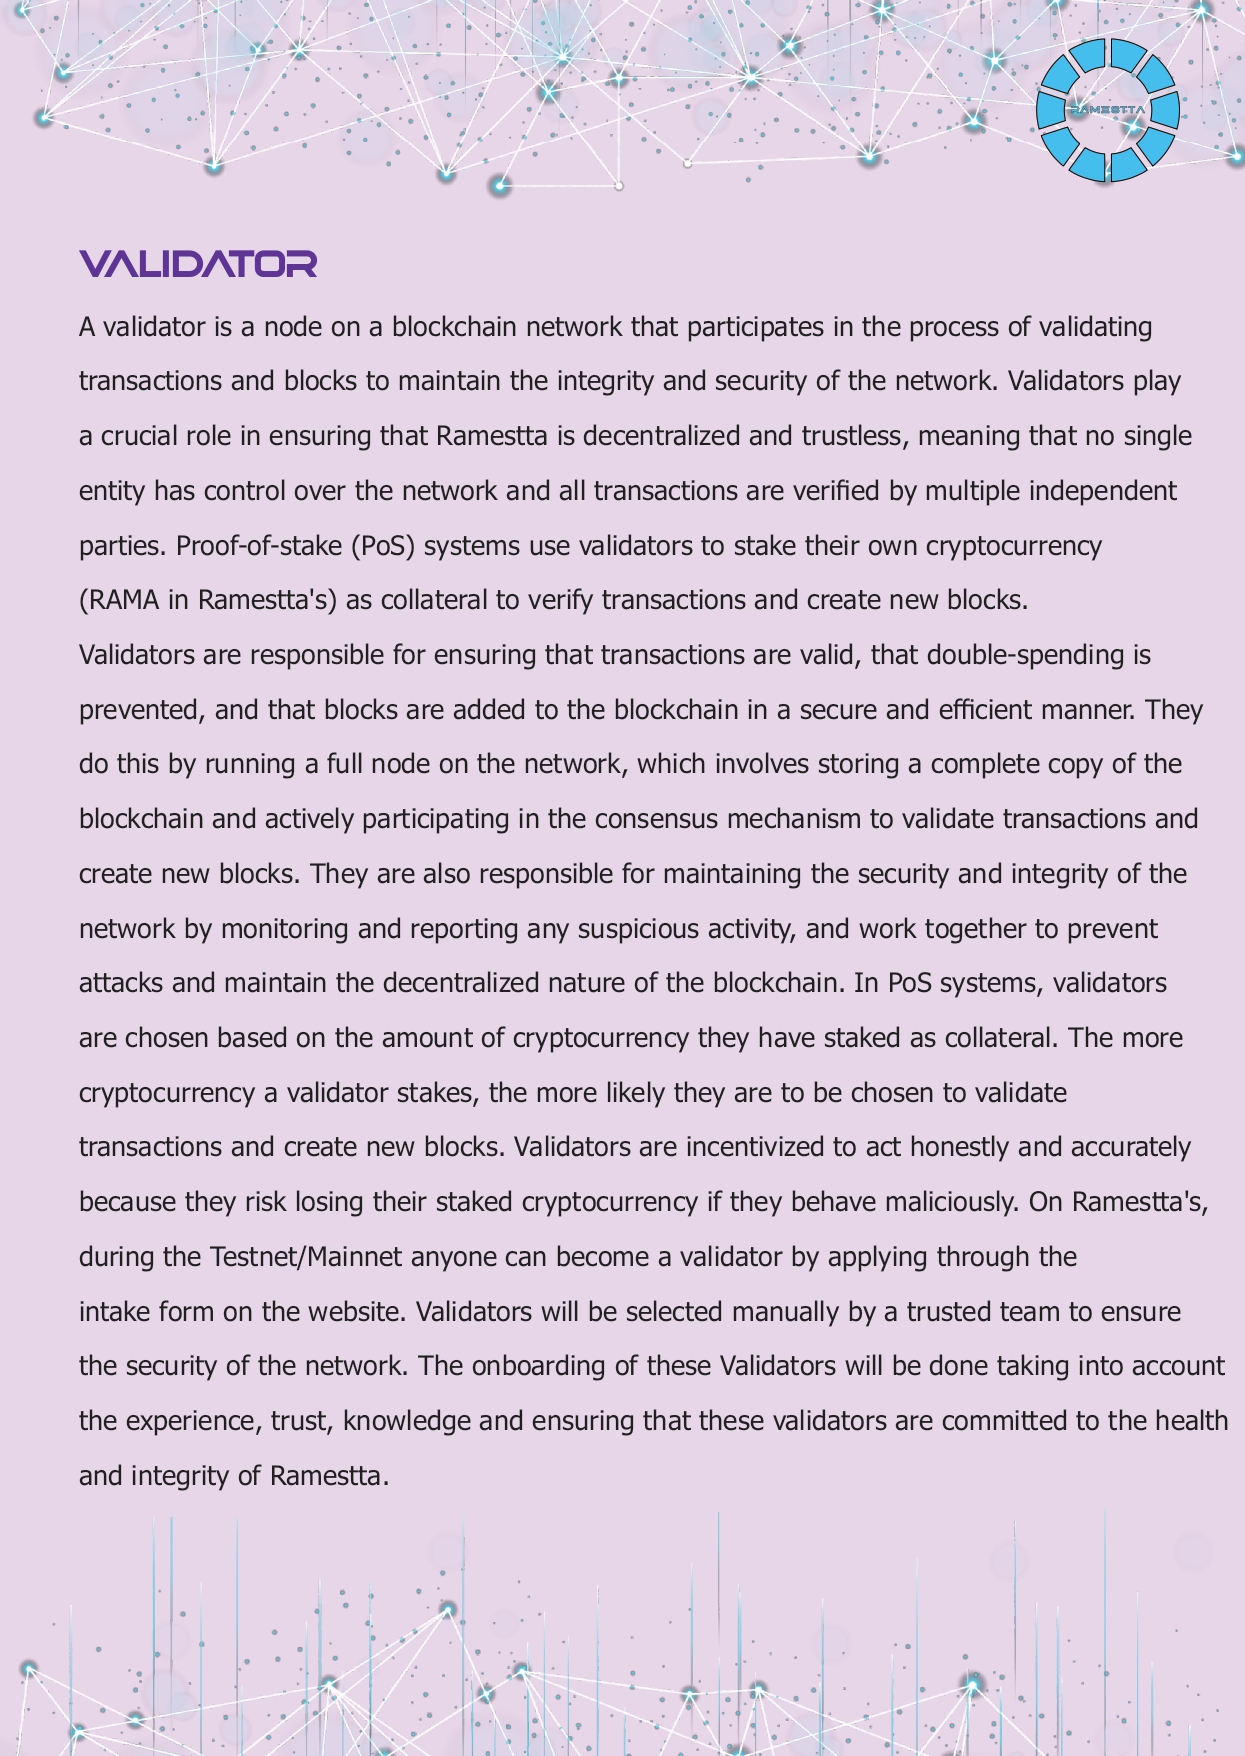 RAMESTTA
VALIDATOR
A validator is a node on a blockchain network that participates in the process of validating
transactions and blocks to maintain the integrity and security of the network. Validators play
a crucial role in ensuring that Ramestta is decentralized and trustless, meaning that no single
entity has control over the network and all transactions are verified by multiple independent
parties. Proof-of-stake (PoS) systems use validators to stake their own cryptocurrency
(RAMA in Ramestta's) as collateral to verify transactions and create new blocks.
Validators are responsible for ensuring that transactions are valid, that double-spending is
prevented, and that blocks are added to the blockchain in a secure and efficient manner. They
do this by running a full node on the network, which involves storing a complete copy of the
blockchain and actively participating in the consensus mechanism to validate transactions and
create new blocks. They are also responsible for maintaining the security and integrity of the
network by monitoring and reporting any suspicious activity, and work together to prevent
attacks and maintain the decentralized nature of the blockchain. In PoS systems, validators
are chosen based on the amount of cryptocurrency they have staked as collateral. The more
cryptocurrency a validator stakes, the more likely they are to be chosen to validate
transactions and create new blocks. Validators are incentivized to act honestly and accurately
because they risk losing their staked cryptocurrency if they behave maliciously. On Ramestta's,
during the Testnet/Mainnet anyone can become a validator by applying through the
intake form on the website. Validators will be selected manually by a trusted team to ensure
the security of the network. The onboarding of these Validators will be done taking into account
the experience, trust, knowledge and ensuring that these validators are committed to the health
and integrity of Ramestta.